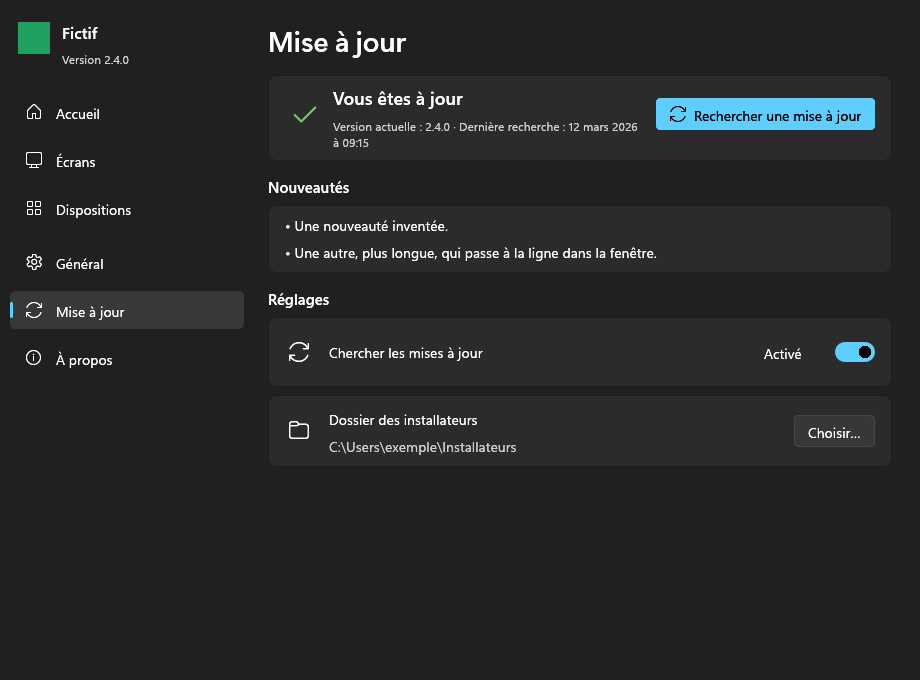 Fictif
Version 2.4.0
Accueil
Écrans
Dispositions
Général
Mise à jour
À propos
Mise à jour
Vous êtes à jour
Version actuelle : 2.4.0 · Dernière recherche : 12 mars 2026
à 09:15
Rechercher une mise à jour
Nouveautés
• Une nouveauté inventée.
• Une autre, plus longue, qui passe à la ligne dans la fenêtre.
Réglages
Chercher les mises à jour
Activé
Dossier des installateurs
C:\Users\exemple\Installateurs
Choisir...